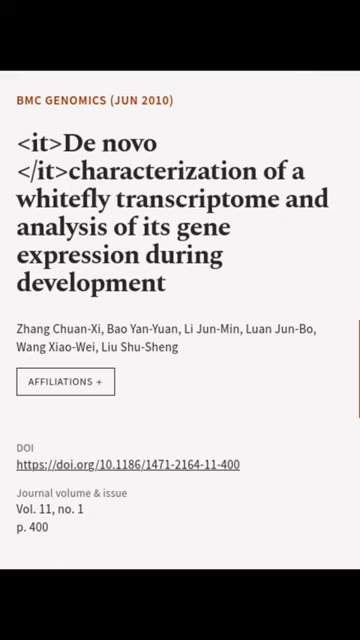 BMC GENOMICS (JUN 2010)
<it>De novo
</it>characterization of a
whitefly transcriptome and
analysis of its gene
expression during
development
Zhang Chuan-Xi, Bao Yan-Yuan, Li Jun-Min, Luan Jun-Bo,
Wang Xiao-Wei, Liu Shu-Sheng
AFFILIATIONS +
DOI
https://doi.org/10.1186/1471-2164-11-400
Journal volume & issue
Vol. 11, no. 1
p. 400